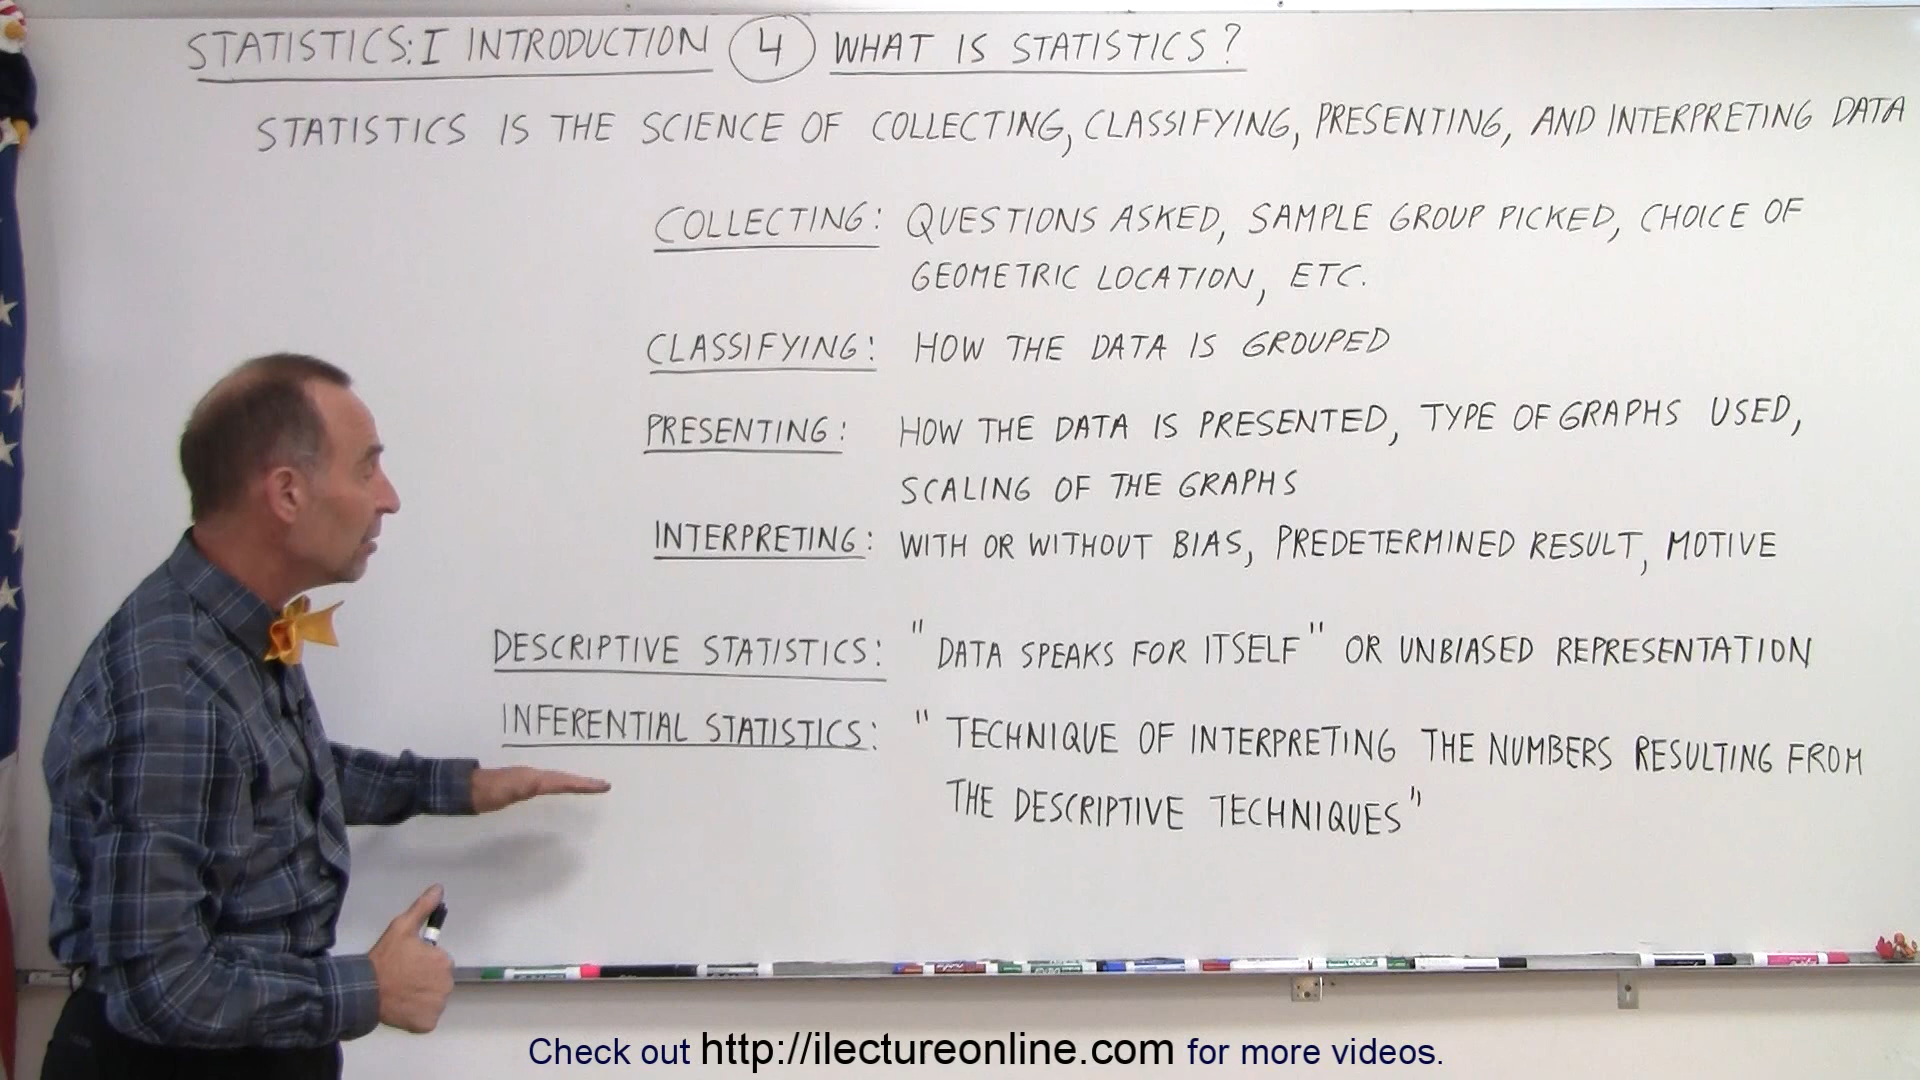 STATISTICS: I INTRODUCTION 4 WHAT IS STATISTICS?
STATISTICS IS THE SCIENCE OF COLLECTING, CLASSIFYING, PRESENTING, AND INTERPRETING DATA
COLLECTING: QUESTIONS ASKED, SAMPLE GROUP PICKED, CHOICE OF
GEOMETRIC LOCATION, ETC.
CLASSIFYING: HOW THE DATA IS GROUPED
PRESENTING: HOW THE DATA IS PRESENTED, TYPE OF GRAPHS USED,
SCALING OF THE GRAPHS
INTERPRETING: WITH OR WITHOUT BIAS, PREDETERMINED RESULT, MOTIVE
DESCRIPTIVE STATISTICS: "DATA SPEAKS FOR ITSELF" OR UNBIASED REPRESENTATION
INFERENTIAL STATISTICS: "TECHNIQUE OF INTERPRETING THE NUMBERS RESULTING FROM
THE DESCRIPTIVE TECHNIQUES"
Check out http://ilectureonline.com for more videos.